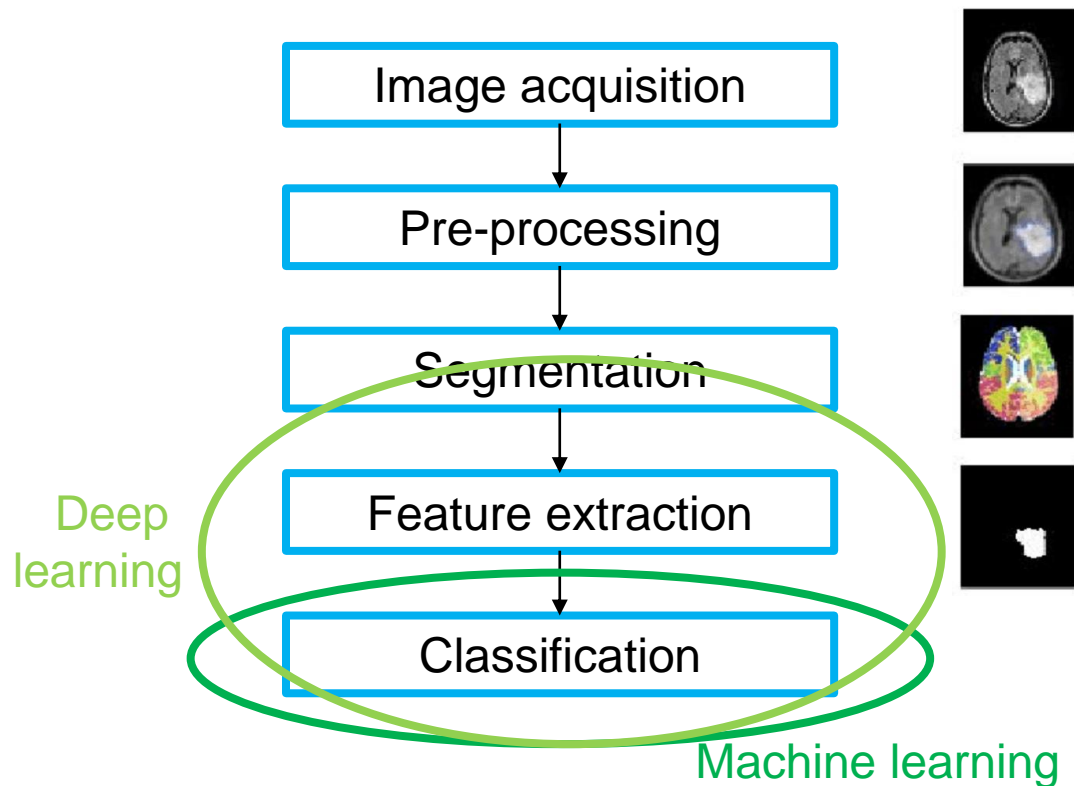 Image acquisition
Pre-processing
Segmentation
Feature extraction
Deep
learning
Classification
Machine learning